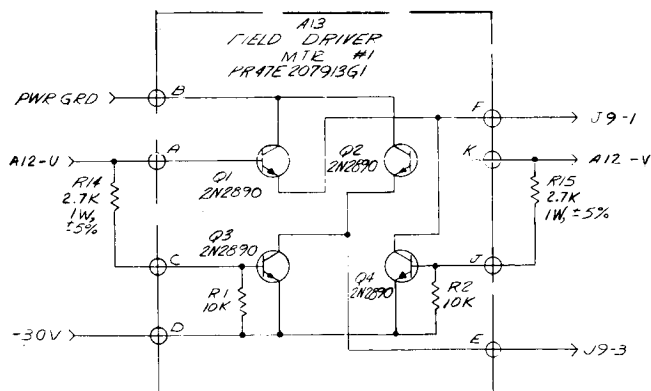 A13
FIELD DRIVER
MTR #1
PR47E207913G1
PWR GRD
B
F
J9-1
A12-U
A
Q1
2N2890
Q2
2N2890
K
A12-V
R14
2.7K
1W,
±5%
R15
2.7K
1W, ±5%
Q3
2N2890
C
R1
10K
Q4
2N2890
R2
10K
J
-30V
D
E
J9-3